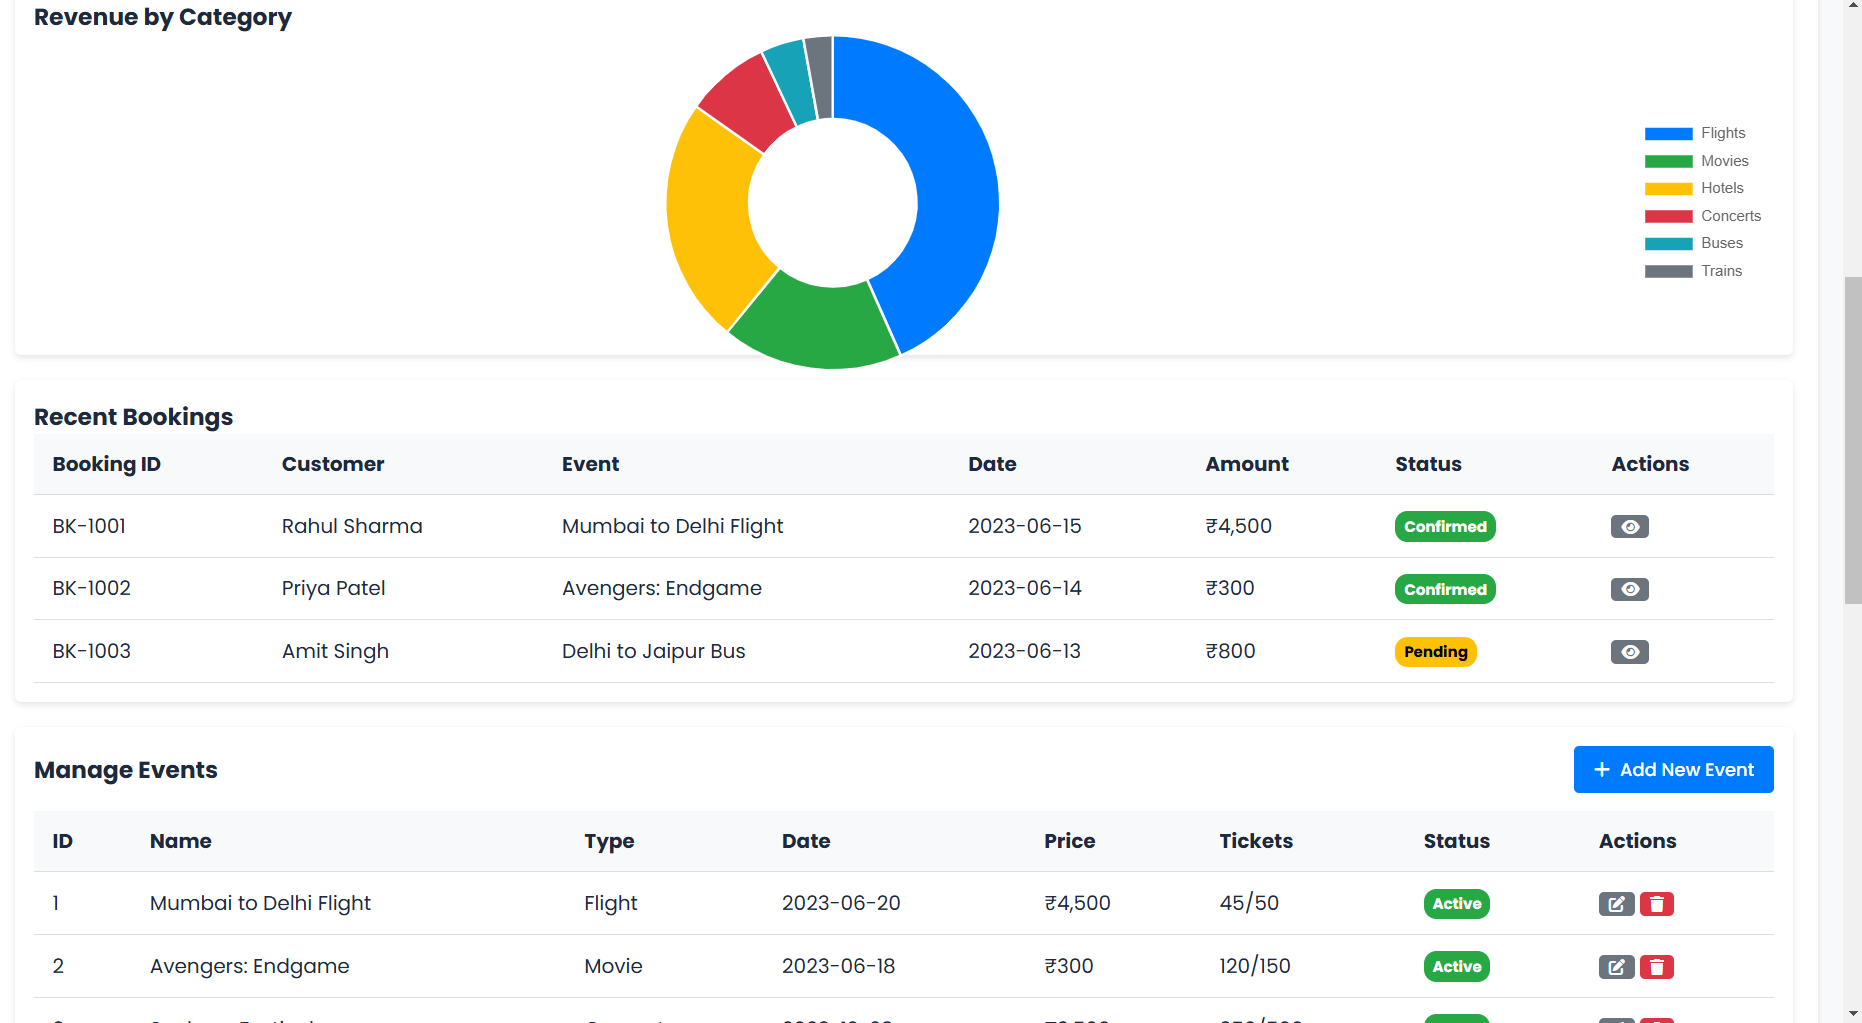 Revenue by Category
Flights
Movies
Hotels
Concerts
Buses
Trains
Recent Bookings
Booking ID Customer Event Date Amount Status Actions
BK-1001 Rahul Sharma Mumbai to Delhi Flight 2023-06-15 ₹4,500 Confirmed
BK-1002 Priya Patel Avengers: Endgame 2023-06-14 ₹300 Confirmed
BK-1003 Amit Singh Delhi to Jaipur Bus 2023-06-13 ₹800 Pending
Manage Events
+ Add New Event
ID Name Type Date Price Tickets Status Actions
1 Mumbai to Delhi Flight Flight 2023-06-20 ₹4,500 45/50 Active
2 Avengers: Endgame Movie 2023-06-18 ₹300 120/150 Active